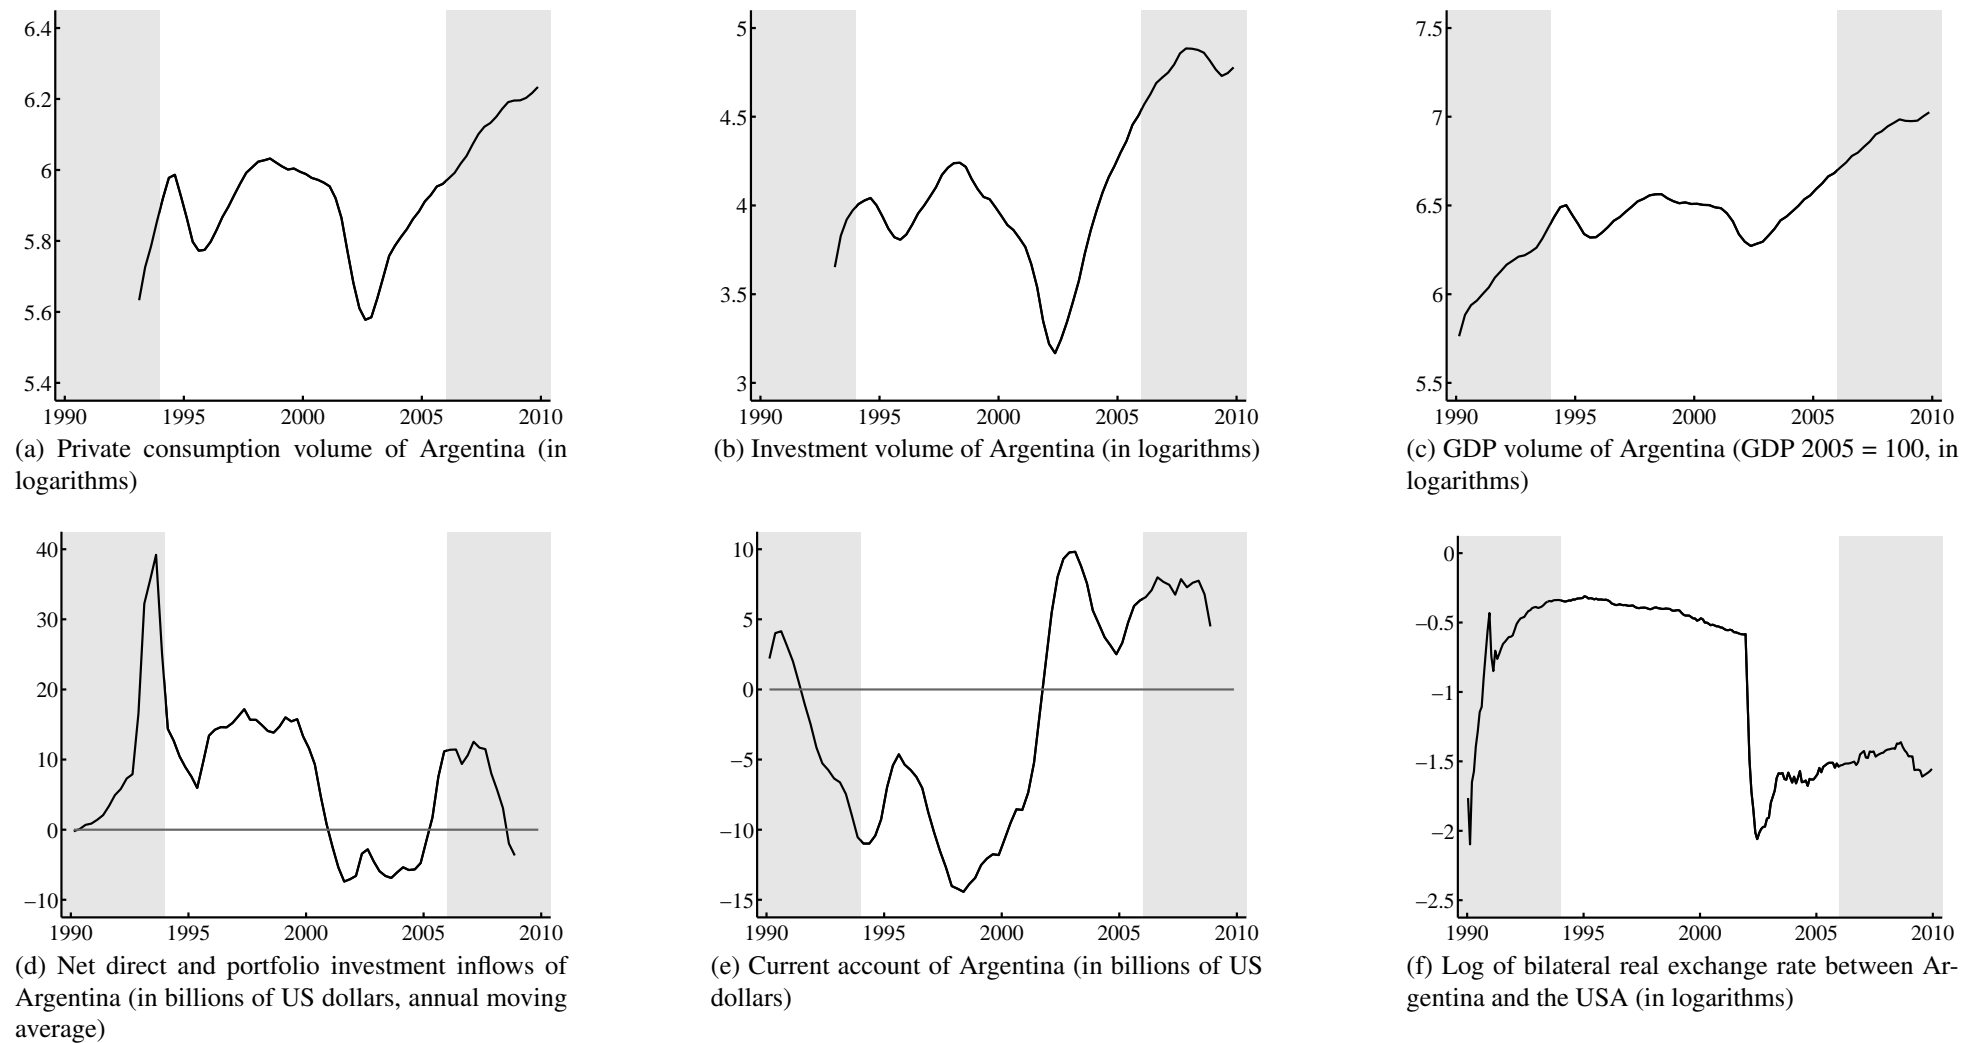 6.4
6.2
6
5.8
5.6
5.4
1990 1995 2000 2005 2010
(a) Private consumption volume of Argentina (in
logarithms)
5
4.5
4
3.5
3
1990 1995 2000 2005 2010
(b) Investment volume of Argentina (in logarithms)
7.5
7
6.5
6
5.5
1990 1995 2000 2005 2010
(c) GDP volume of Argentina (GDP 2005 = 100, in
logarithms)
40
30
20
10
0
−10
1990 1995 2000 2005 2010
(d) Net direct and portfolio investment inflows of
Argentina (in billions of US dollars, annual moving
average)
10
5
0
−5
−10
−15
1990 1995 2000 2005 2010
(e) Current account of Argentina (in billions of US
dollars)
0
−0.5
−1
−1.5
−2
−2.5
1990 1995 2000 2005 2010
(f) Log of bilateral real exchange rate between Ar-
gentina and the USA (in logarithms)